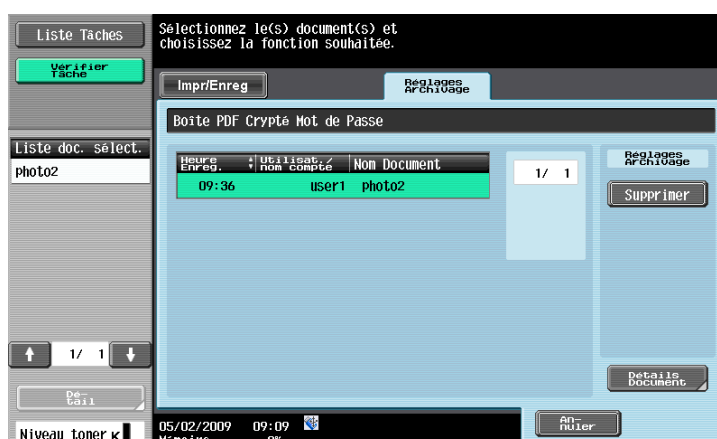 Liste Tâches
Sélectionnez le(s) document(s) et
choisissez la fonction souhaitée.
Vérifier
Tâche
Impr/Enreg
Réglages
Archivage
Boîte PDF Crypté Mot de Passe
Liste doc. sélect.
photo2
Heure
Enreg.
Utilisat./
nom compte
Nom Document
09:36
user1
photo2
1/ 1
Réglages
Archivage
Supprimer
1/ 1
Dé-
tail
Détails
Document
Niveau toner K
05/02/2009 09:09
Mémoire 0%
An-
nuler